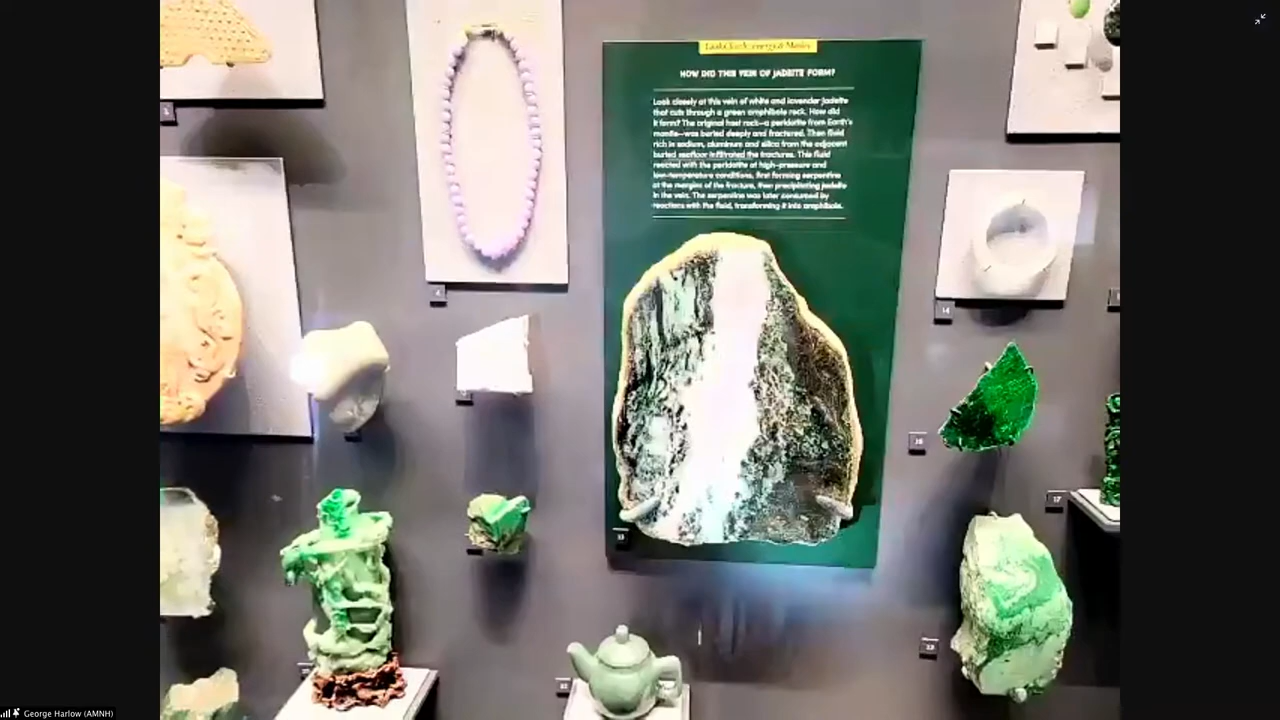 HOW DID THIS VEIN OF JADEITE FORM?
Look closely at this vein of white and lavender jadeite
that cuts through a green amphibole rock. How did
it form? The original host rock—a peridotite from Earth's
mantle—was buried deeply and fractured. Then fluid
rich in sodium, aluminum and silica from the adjacent
buried seafloor infiltrated the fractures. This fluid
reacted with the peridotite at high-pressure and
low-temperature conditions, first forming serpentine
at the margins of the fracture, then precipitating jadeite
in the vein. The serpentine was later consumed by
reactions with the fluid, transforming it into amphibole.
4
14
17
George Harlow (AMNH)